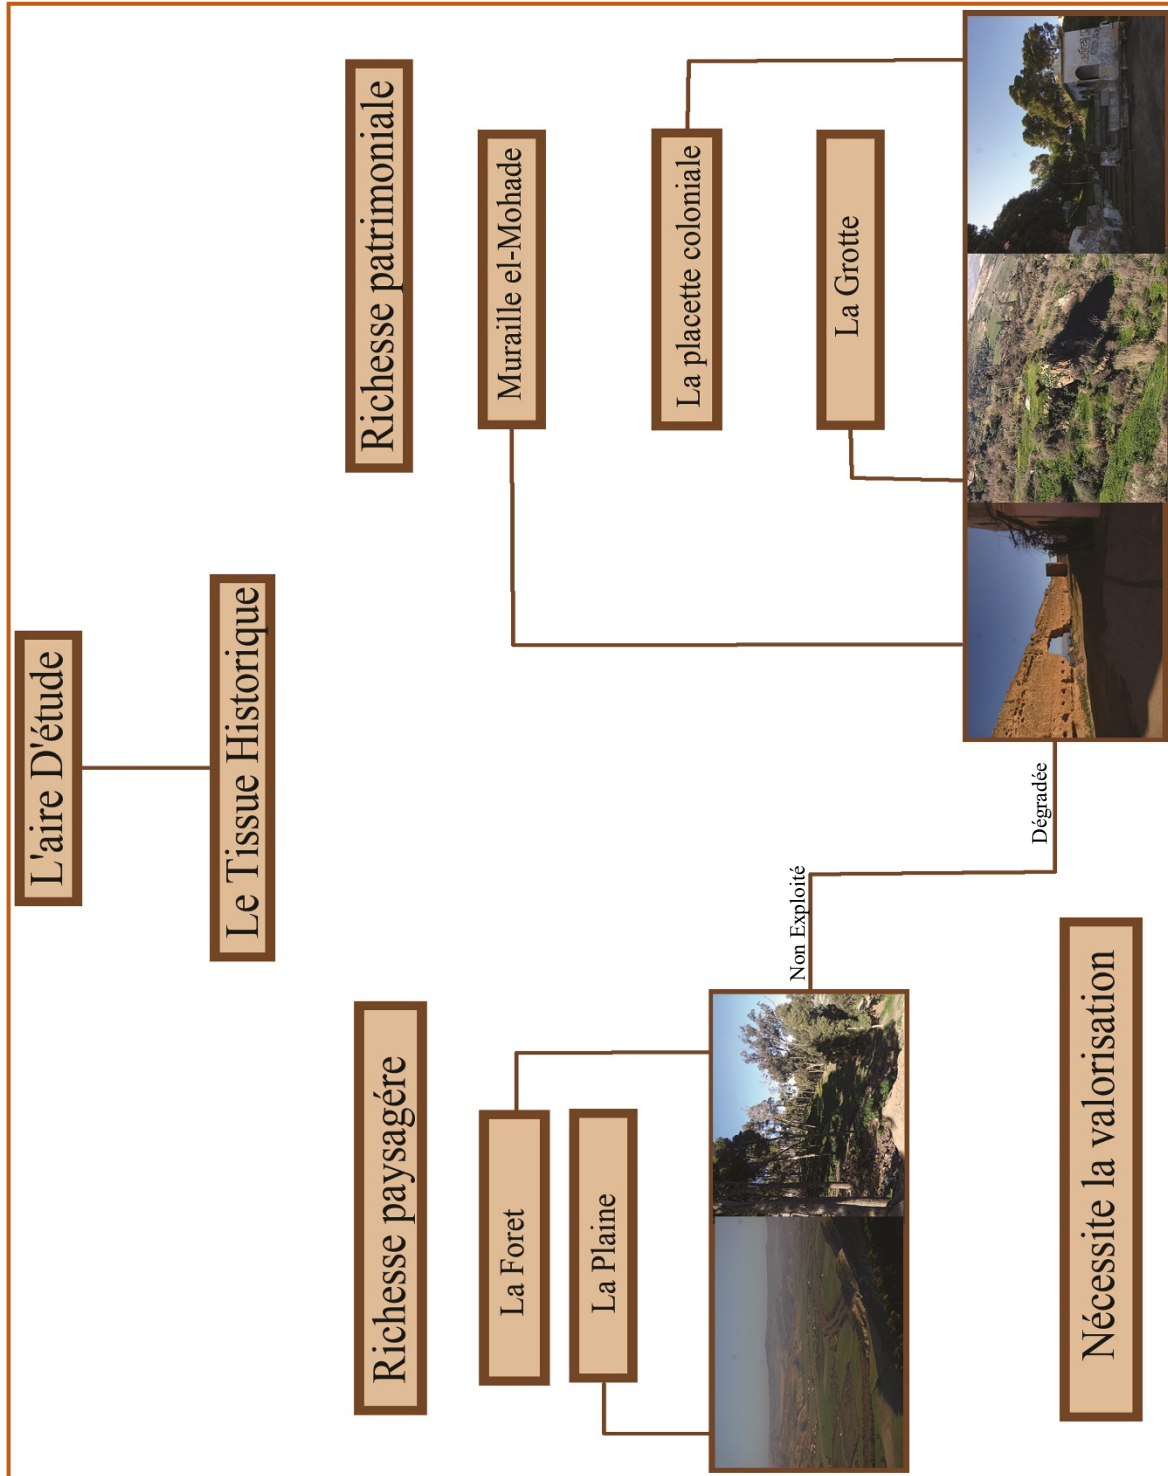 L'aire D'étude
Le Tissue Historique
Richesse paysagére
Richesse patrimoniale
La Foret
La Plaine
Muraille el-Mohade
La placette coloniale
La Grotte
Non Exploité
Dégradée
Nécessite la valorisation